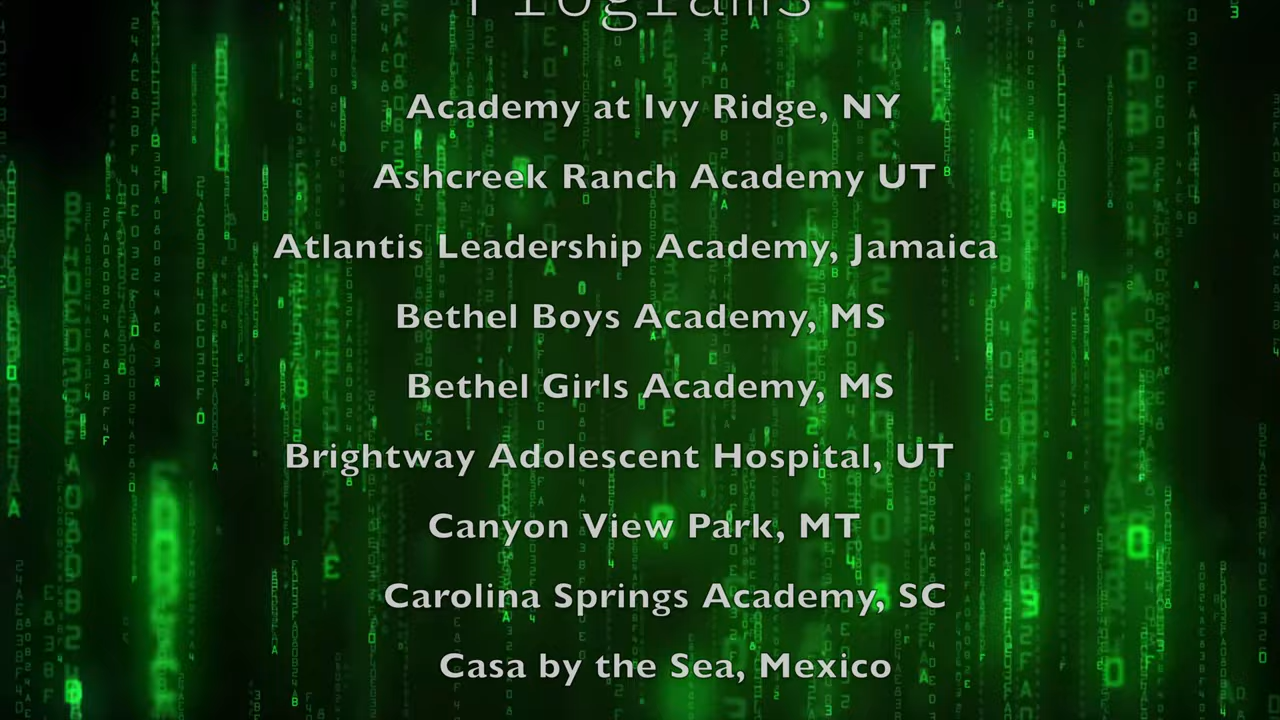 Programs
Academy at Ivy Ridge, NY
Ashcreek Ranch Academy UT
Atlantis Leadership Academy, Jamaica
Bethel Boys Academy, MS
Bethel Girls Academy, MS
Brightway Adolescent Hospital, UT
Canyon View Park, MT
Carolina Springs Academy, SC
Casa by the Sea, Mexico